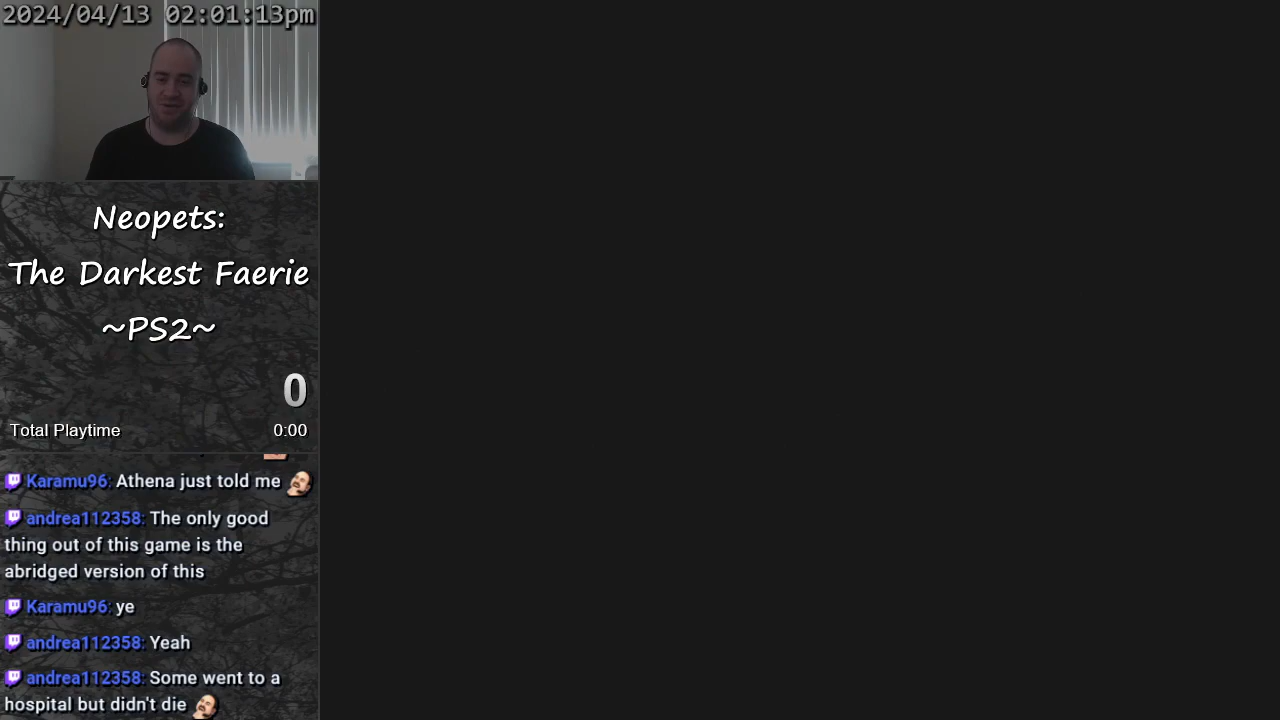 2024/04/13 02:01:13pm
Neopets:
The Darkest Faerie
~PS2~
0
Total Playtime 0:00
Karamu96: Athena just told me
andrea112358: The only good
thing out of this game is the
abridged version of this
Karamu96: ye
andrea112358: Yeah
andrea112358: Some went to a
hospital but didn't die